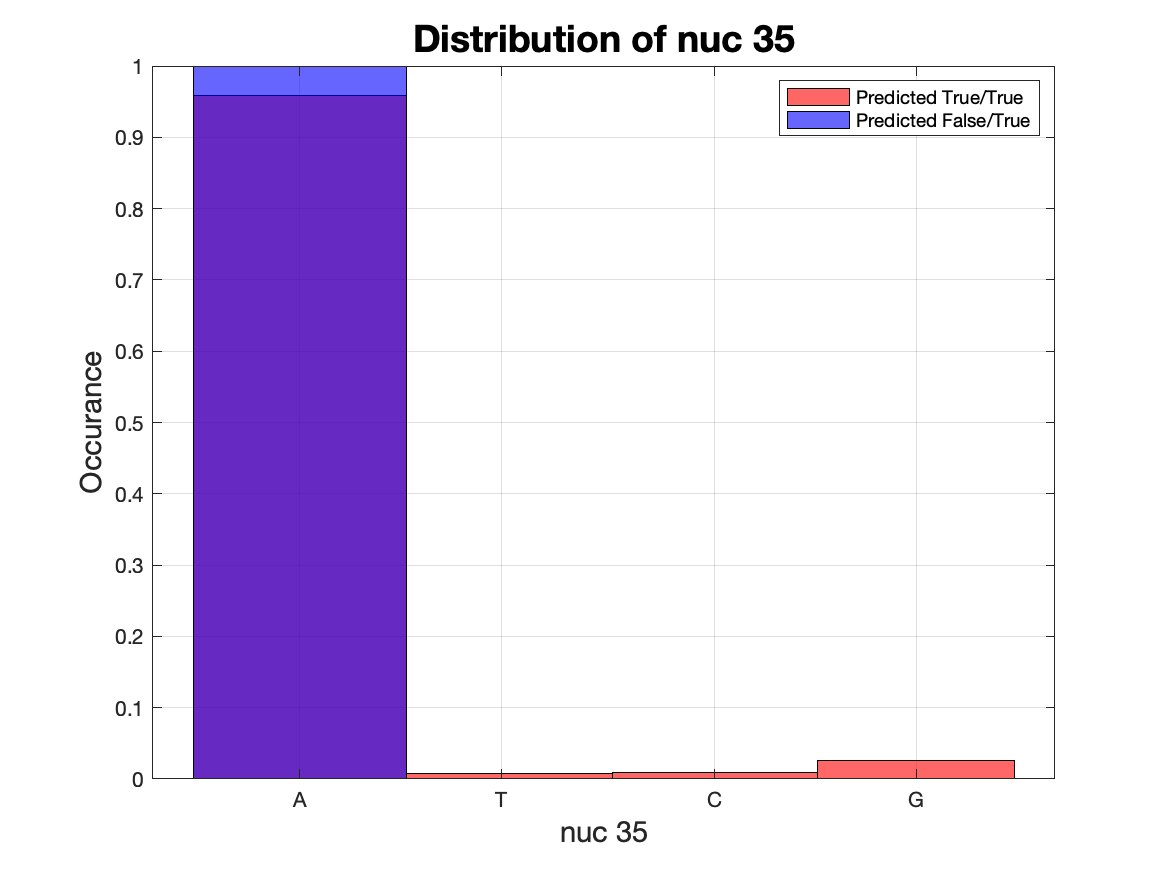 Distribution of nuc 35
Predicted True/True
Predicted False/True
Occurance
1
0.9
0.8
0.7
0.6
0.5
0.4
0.3
0.2
0.1
0
A T C G
nuc 35